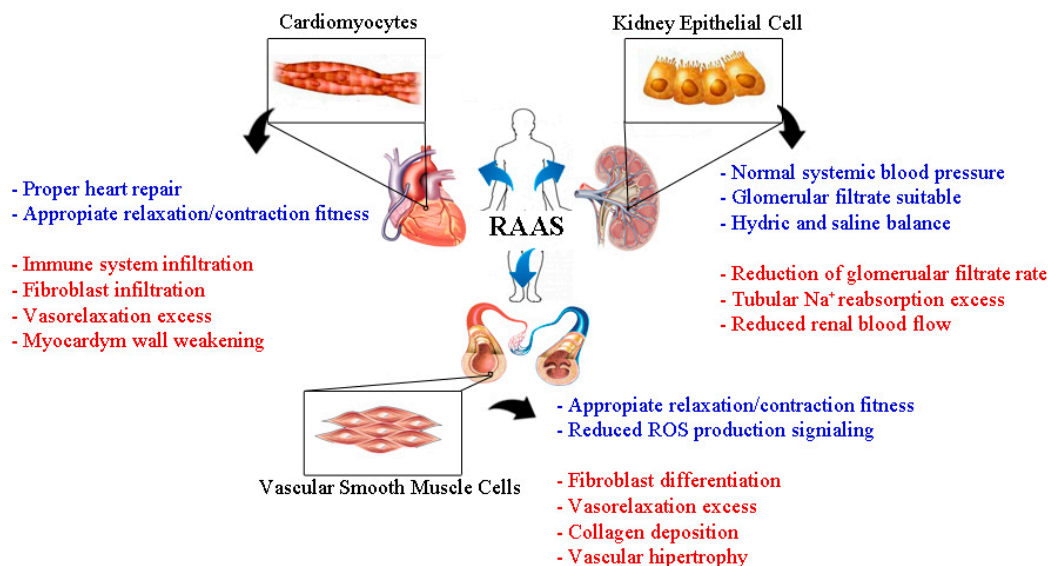 Cardiomyocytes
Kidney Epithelial Cell
- Proper heart repair
- Appropiate relaxation/contraction fitness
- Immune system infiltration
- Fibroblast infiltration
- Vasorelaxation excess
- Myocardym wall weakening
RAAS
- Normal systemic blood pressure
- Glomerular filtrate suitable
- Hydric and saline balance
- Reduction of glomerualar filtrate rate
- Tubular Na⁺ reabsorption excess
- Reduced renal blood flow
Vascular Smooth Muscle Cells
- Appropiate relaxation/contraction fitness
- Reduced ROS production signialing
- Fibroblast differentiation
- Vasorelaxation excess
- Collagen deposition
- Vascular hipertrophy